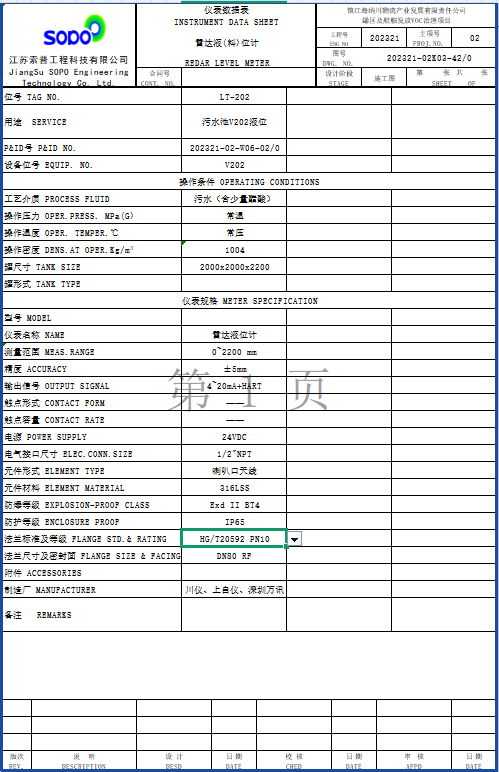 SOPO
江苏索普工程科技有限公司
JiangSu SOPO Engineering
Technology Co. Ltd.
仪表数据表
INSTRUMENT DATA SHEET
雷达液(料)位计
REDAR LEVEL METER
合同号
CONT. NO.
镇江海纳川物流产业发展有限责任公司
罐区及船舶发放VOC治理项目
工程号
ENG NO
202321
主项号
PROJ.NO.
02
图号
DWG. NO.
202321-02X03-42/0
设计阶段
STAGE
施工图
第 张 共 张
SHEET OF
位号 TAG NO. LT-202
用途 SERVICE 污水池V202液位
P&ID号 P&ID NO. 202321-02-W06-02/0
设备位号 EQUIP. NO. V202
操作条件 OPERATING CONDITIONS
工艺介质 PROCESS FLUID 污水（含少量醋酸）
操作压力 OPER.PRESS. MPa(G) 常温
操作温度 OPER. TEMPER.℃ 常压
操作密度 DENS.AT OPER.Kg/m³ 1004
罐尺寸 TANK SIZE 2000x2000x2200
罐形式 TANK TYPE
仪表规格 METER SPECIFICATION
型号 MODEL
仪表名称 NAME 雷达液位计
测量范围 MEAS.RANGE 0~2200 mm
精度 ACCURACY ±5mm
输出信号 OUTPUT SIGNAL 4~20mA+HART
触点形式 CONTACT FORM ——
触点容量 CONTACT RATE ——
电源 POWER SUPPLY 24VDC
电气接口尺寸 ELEC.CONN.SIZE 1/2"NPT
元件形式 ELEMENT TYPE 喇叭口天线
元件材料 ELEMENT MATERIAL 316LSS
防爆等级 EXPLOSION-PROOF CLASS Exd II BT4
防护等级 ENCLOSURE PROOF IP65
法兰标准及等级 FLANGE STD.& RATING HG/T20592 PN10
法兰尺寸及密封面 FLANGE SIZE & FACING DN80 RF
附件 ACCESSORIES
制造厂 MANUFACTURER 川仪、上自仪、深圳万讯
备注 REMARKS
第 1 页
版次 说 明 设 计 日 期 校 核 日 期 审 核 日 期
REV. DESCRIPTION DESD DATE CHED DATE APPD DATE